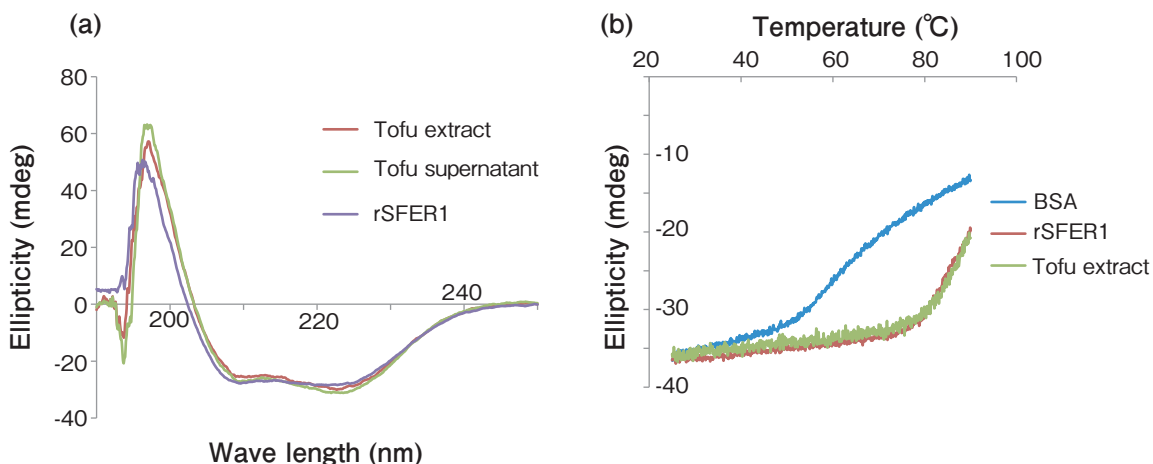 (a)
80
60
40
20
0
-20
-40
200
220
240
Ellipticity (mdeg)
Wave length (nm)
Tofu extract
Tofu supernatant
rSFER1
(b)
Temperature (℃)
20
40
60
80
100
-10
-20
-30
-40
Ellipticity (mdeg)
BSA
rSFER1
Tofu extract